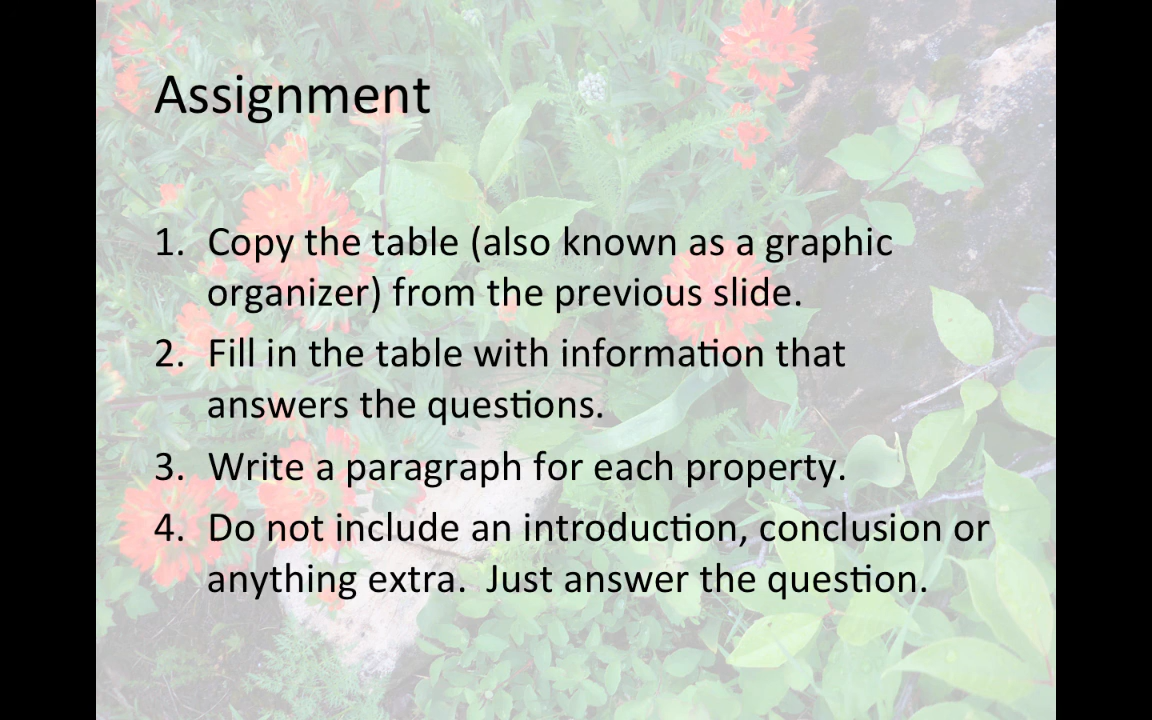 Assignment
1. Copy the table (also known as a graphic
organizer) from the previous slide.
2. Fill in the table with information that
answers the questions.
3. Write a paragraph for each property.
4. Do not include an introduction, conclusion or
anything extra.  Just answer the question.